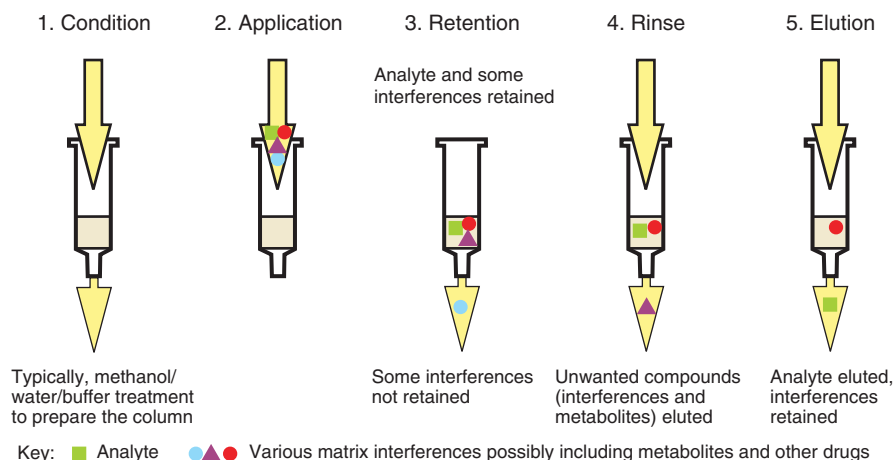 1. Condition
2. Application
3. Retention
4. Rinse
5. Elution
Analyte and some
interferences retained
Typically, methanol/
water/buffer treatment
to prepare the column
Some interferences
not retained
Unwanted compounds
(interferences and
metabolites) eluted
Analyte eluted,
interferences
retained
Key: Analyte Various matrix interferences possibly including metabolites and other drugs